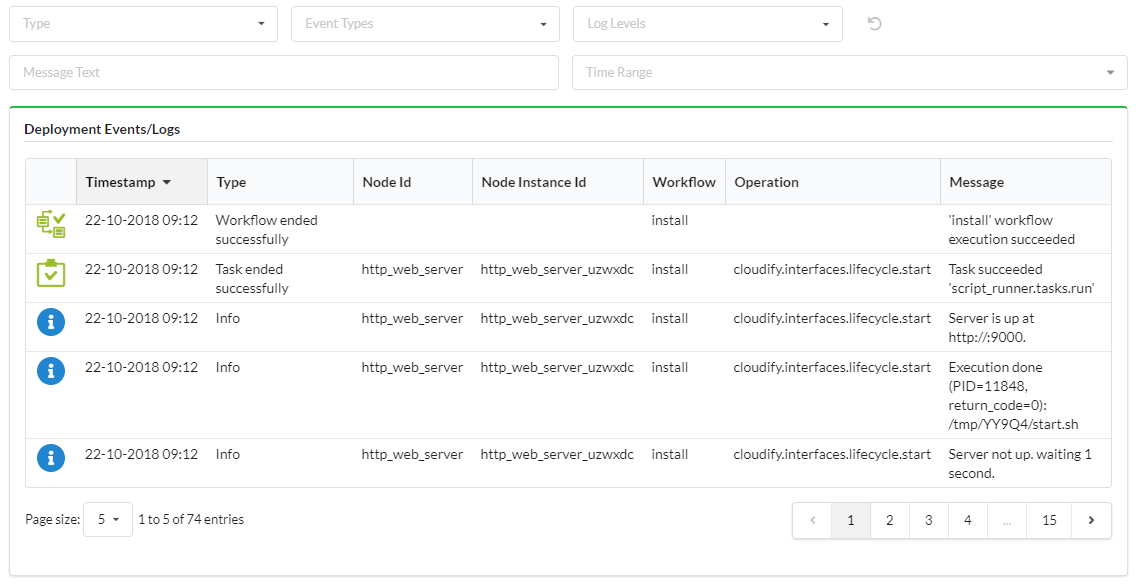 Type Event Types Log Levels
Message Text Time Range
Deployment Events/Logs
Timestamp Type Node Id Node Instance Id Workflow Operation Message
22-10-2018 09:12 Workflow ended install 'install' workflow
successfully execution succeeded
22-10-2018 09:12 Task ended http_web_server http_web_server_uzwxdc install cloudify.interfaces.lifecycle.start Task succeeded
successfully 'script_runner.tasks.run'
22-10-2018 09:12 Info http_web_server http_web_server_uzwxdc install cloudify.interfaces.lifecycle.start Server is up at
http://:9000.
22-10-2018 09:12 Info http_web_server http_web_server_uzwxdc install cloudify.interfaces.lifecycle.start Execution done
(PID=11848,
return_code=0):
/tmp/YY9Q4/start.sh
22-10-2018 09:12 Info http_web_server http_web_server_uzwxdc install cloudify.interfaces.lifecycle.start Server not up. waiting 1
second.
Page size: 5 1 to 5 of 74 entries ‹ 1 2 3 4 ... 15 ›